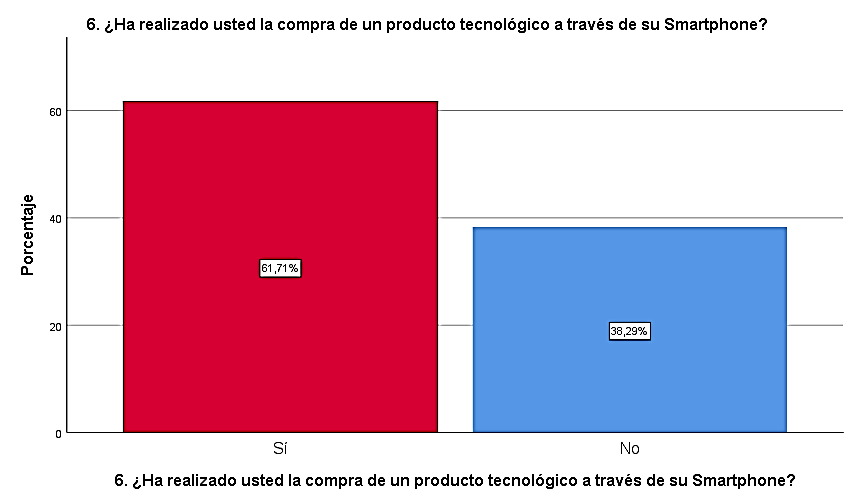 6. ¿Ha realizado usted la compra de un producto tecnológico a través de su Smartphone?
Porcentaje
60
40
20
0
61,71%
38,29%
Sí
No
6. ¿Ha realizado usted la compra de un producto tecnológico a través de su Smartphone?